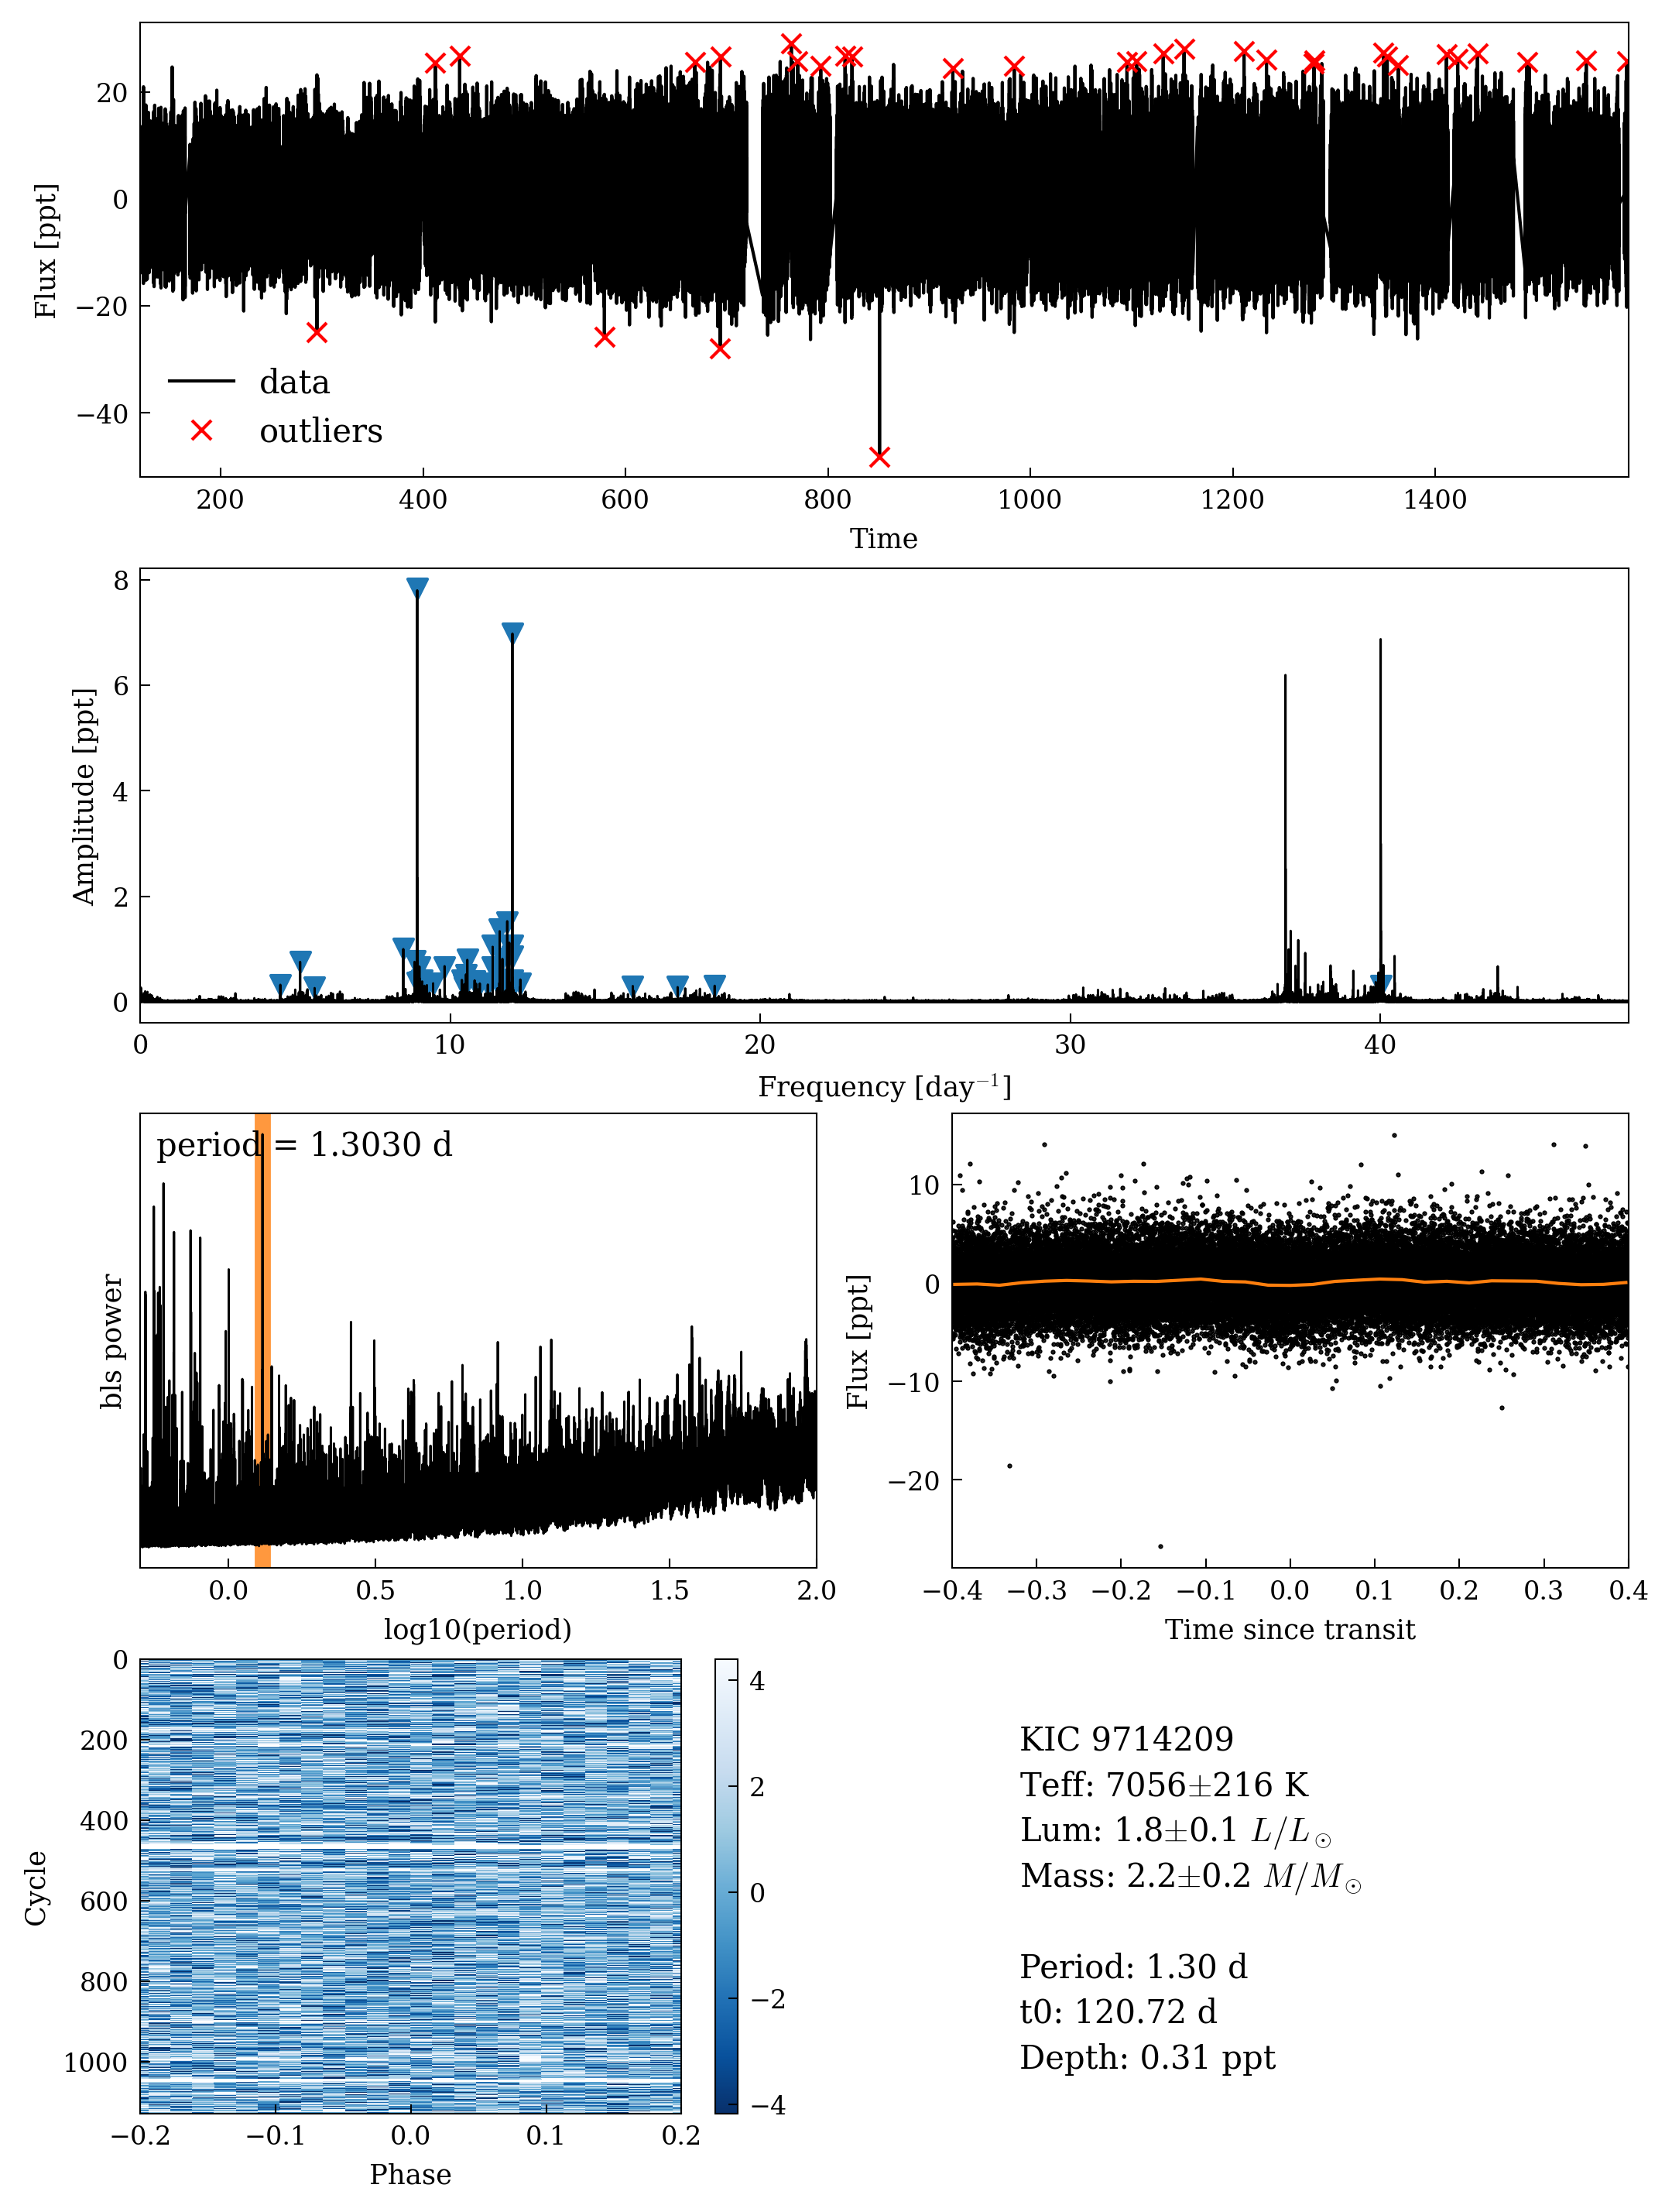 20
0
−20
−40
Flux [ppt]
data
outliers
200 400 600 800 1000 1200 1400
Time
8
6
4
2
0
Amplitude [ppt]
0 10 20 30 40
Frequency [day⁻¹]
period = 1.3030 d
bls power
0.0 0.5 1.0 1.5 2.0
log10(period)
10
0
−10
−20
Flux [ppt]
−0.4 −0.3 −0.2 −0.1 0.0 0.1 0.2 0.3 0.4
Time since transit
0
200
400
600
800
1000
Cycle
−0.2 −0.1 0.0 0.1 0.2
Phase
4
2
0
−2
−4
KIC 9714209
Teff: 7056±216 K
Lum: 1.8±0.1 L/L⊙
Mass: 2.2±0.2 M/M⊙
Period: 1.30 d
t0: 120.72 d
Depth: 0.31 ppt